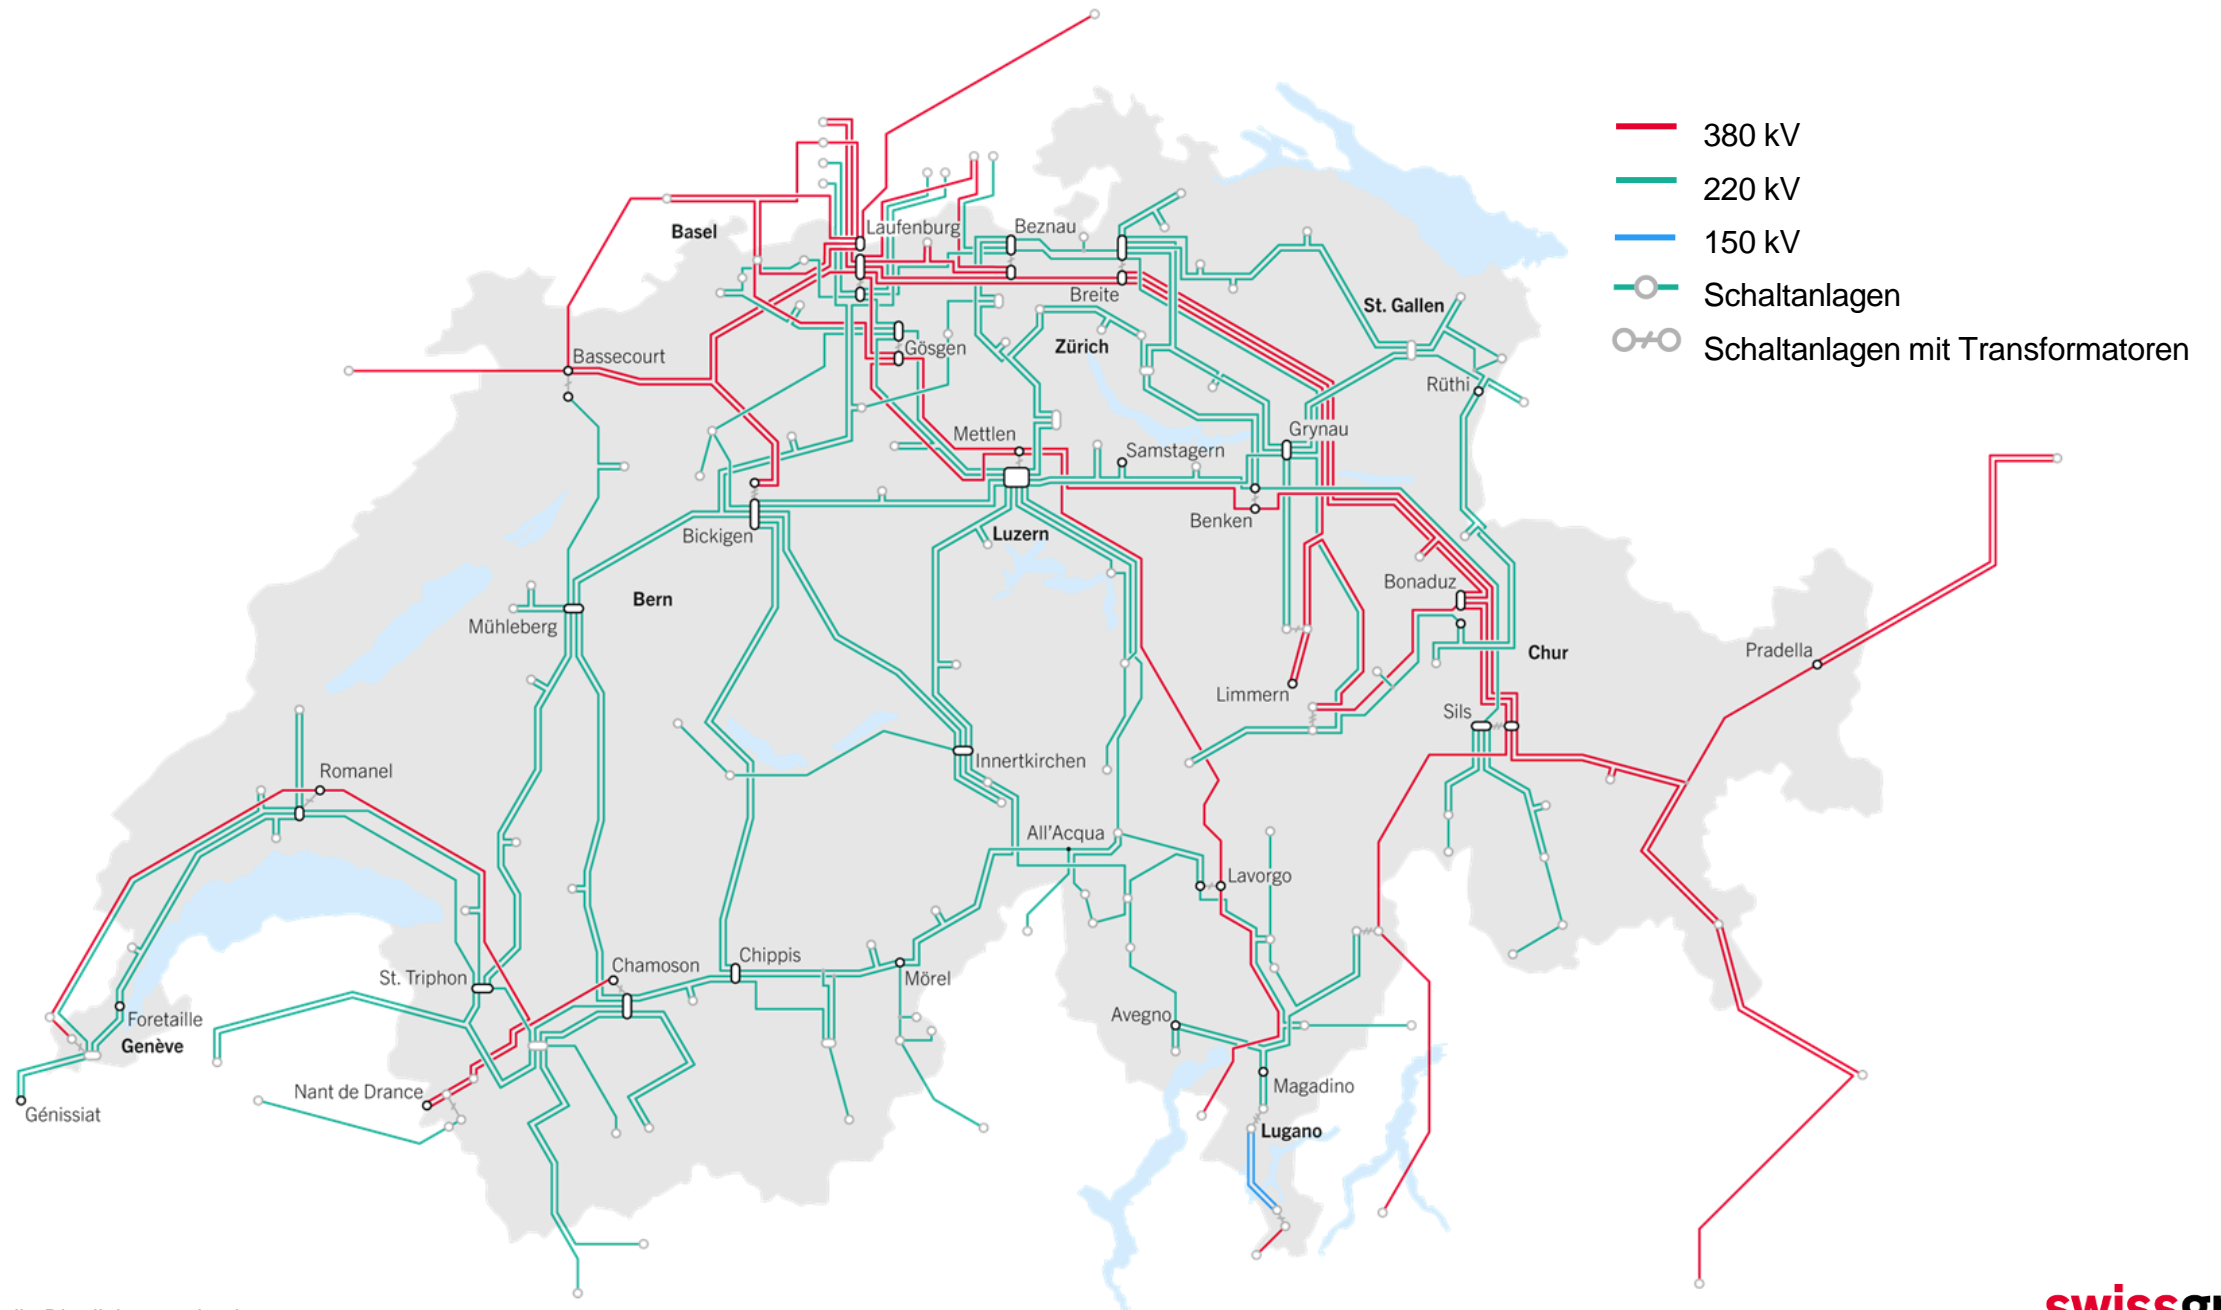 380 kV
220 kV
150 kV
Schaltanlagen
Schaltanlagen mit Transformatoren
Laufenburg
Beznau
Basel
Breite
St. Gallen
Zürich
Gösgen
Bassecourt
Rüthi
Mettlen
Grynau
Samstagern
Benken
Bickigen
Luzern
Bonaduz
Bern
Mühleberg
Chur
Pradella
Limmern
Sils
Innertkirchen
Romanel
All'Acqua
Lavorgo
Chippis
Chamoson
St. Triphon
Mörel
Avegno
Foretaille
Genève
Magadino
Nant de Drance
Génissiat
Lugano